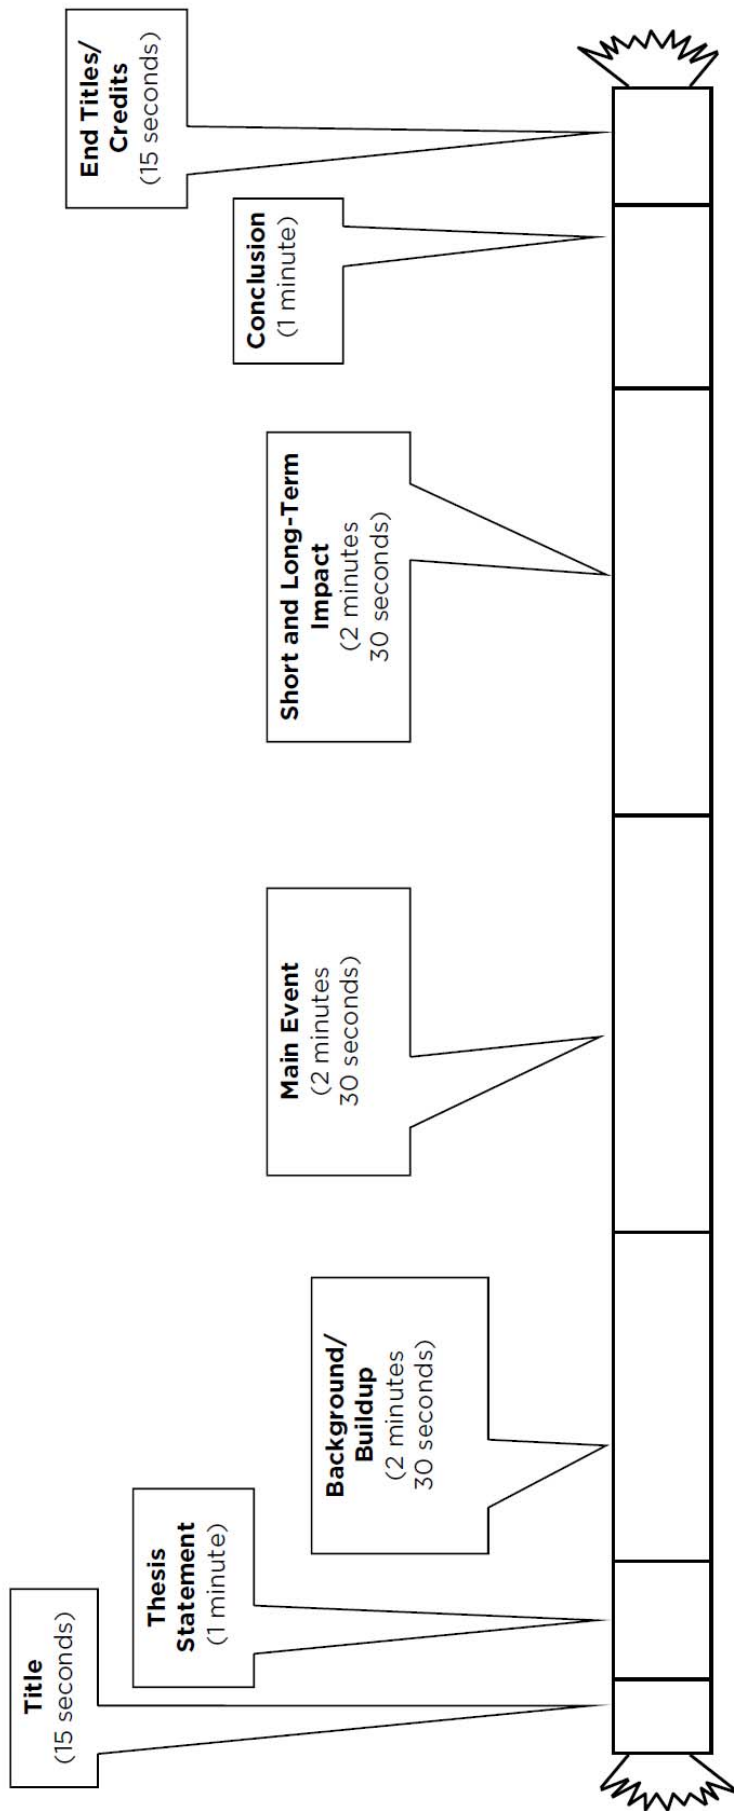 Title
(15 seconds)
Thesis
Statement
(1 minute)
Background/
Buildup
(2 minutes
30 seconds)
Main Event
(2 minutes
30 seconds)
Short and Long-Term
Impact
(2 minutes
30 seconds)
Conclusion
(1 minute)
End Titles/
Credits
(15 seconds)